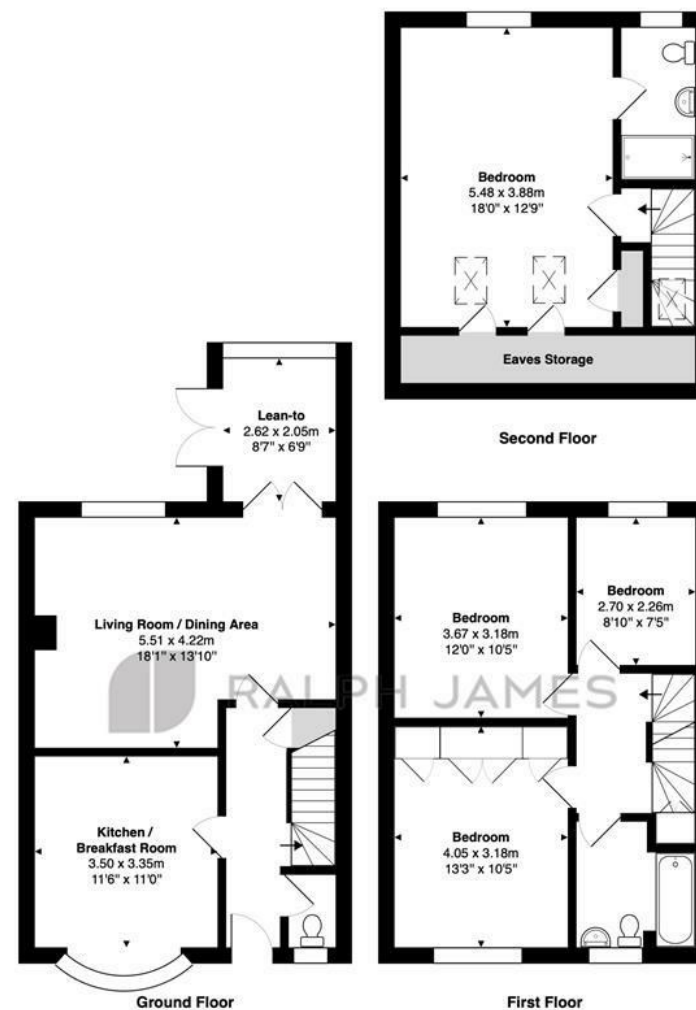 Bedroom
5.48 x 3.88m
18'0" x 12'9"
Eaves Storage
Second Floor
Lean-to
2.62 x 2.05m
8'7" x 6'9"
Living Room / Dining Area
5.51 x 4.22m
18'1" x 13'10"
Kitchen /
Breakfast Room
3.50 x 3.35m
11'6" x 11'0"
Ground Floor
Bedroom
3.67 x 3.18m
12'0" x 10'5"
Bedroom
2.70 x 2.26m
8'10" x 7'5"
Bedroom
4.05 x 3.18m
13'3" x 10'5"
First Floor
RALPH JAMES